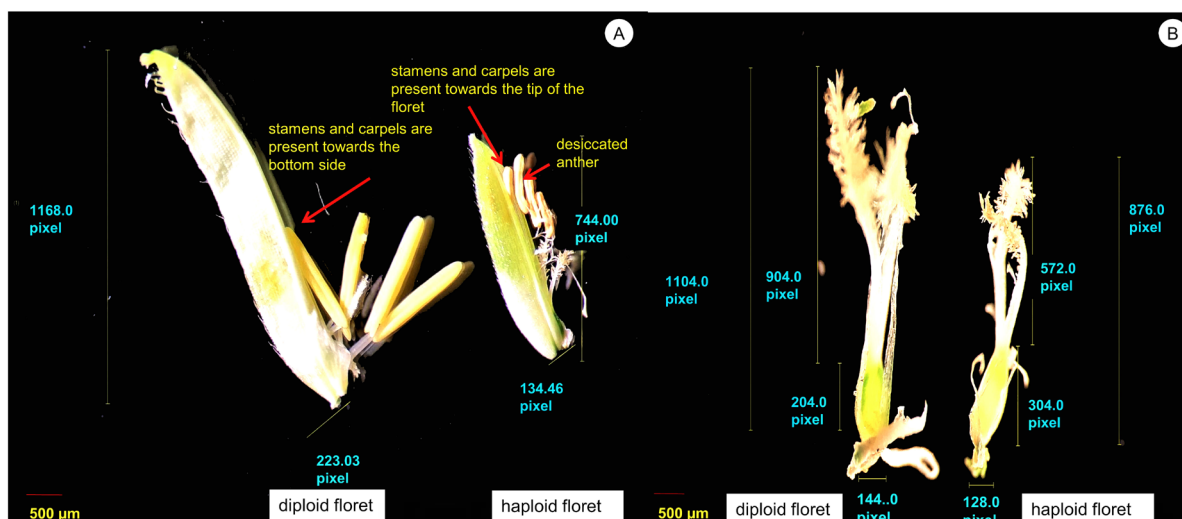 A
stamens and carpels are
present towards the tip of the
floret
stamens and carpels are
present towards the
bottom side
desiccated
anther
1168.0
pixel
744.00
pixel
134.46
pixel
223.03
pixel
500 µm
diploid floret
haploid floret
B
1104.0
pixel
904.0
pixel
204.0
pixel
144..0
pixel
572.0
pixel
876.0
pixel
304.0
pixel
128.0
pixel
500 µm
diploid floret
haploid floret